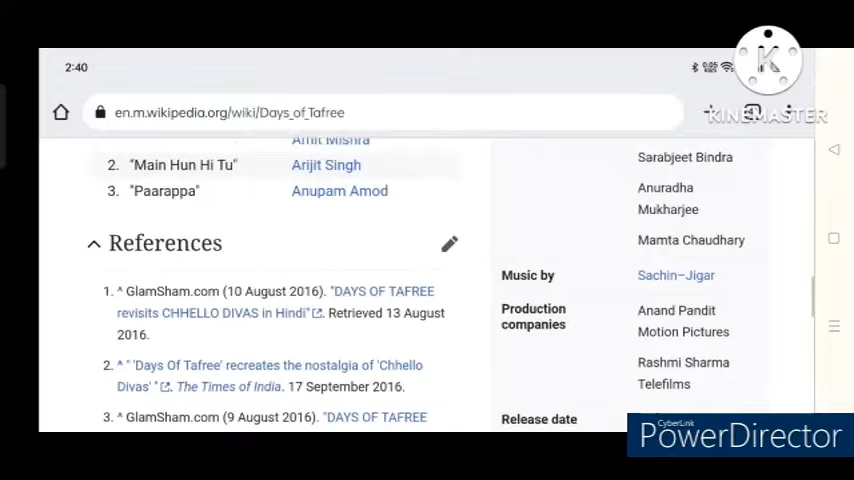 2:40
KINEMASTER
en.m.wikipedia.org/wiki/Days_of_Tafree
Amit Mishra
2. "Main Hun Hi Tu" Arijit Singh
3. "Paarappa" Anupam Amod
References
1. ^ GlamSham.com (10 August 2016). "DAYS OF TAFREE
revisits CHHELLO DIVAS in Hindi". Retrieved 13 August
2016.
2. ^ " 'Days Of Tafree' recreates the nostalgia of 'Chhello
Divas' ". The Times of India. 17 September 2016.
3. ^ GlamSham.com (9 August 2016). "DAYS OF TAFREE
Sarabjeet Bindra
Anuradha
Mukharjee
Mamta Chaudhary
Music by Sachin–Jigar
Production
companies
Anand Pandit
Motion Pictures
Rashmi Sharma
Telefilms
Release date
CyberLink
PowerDirector